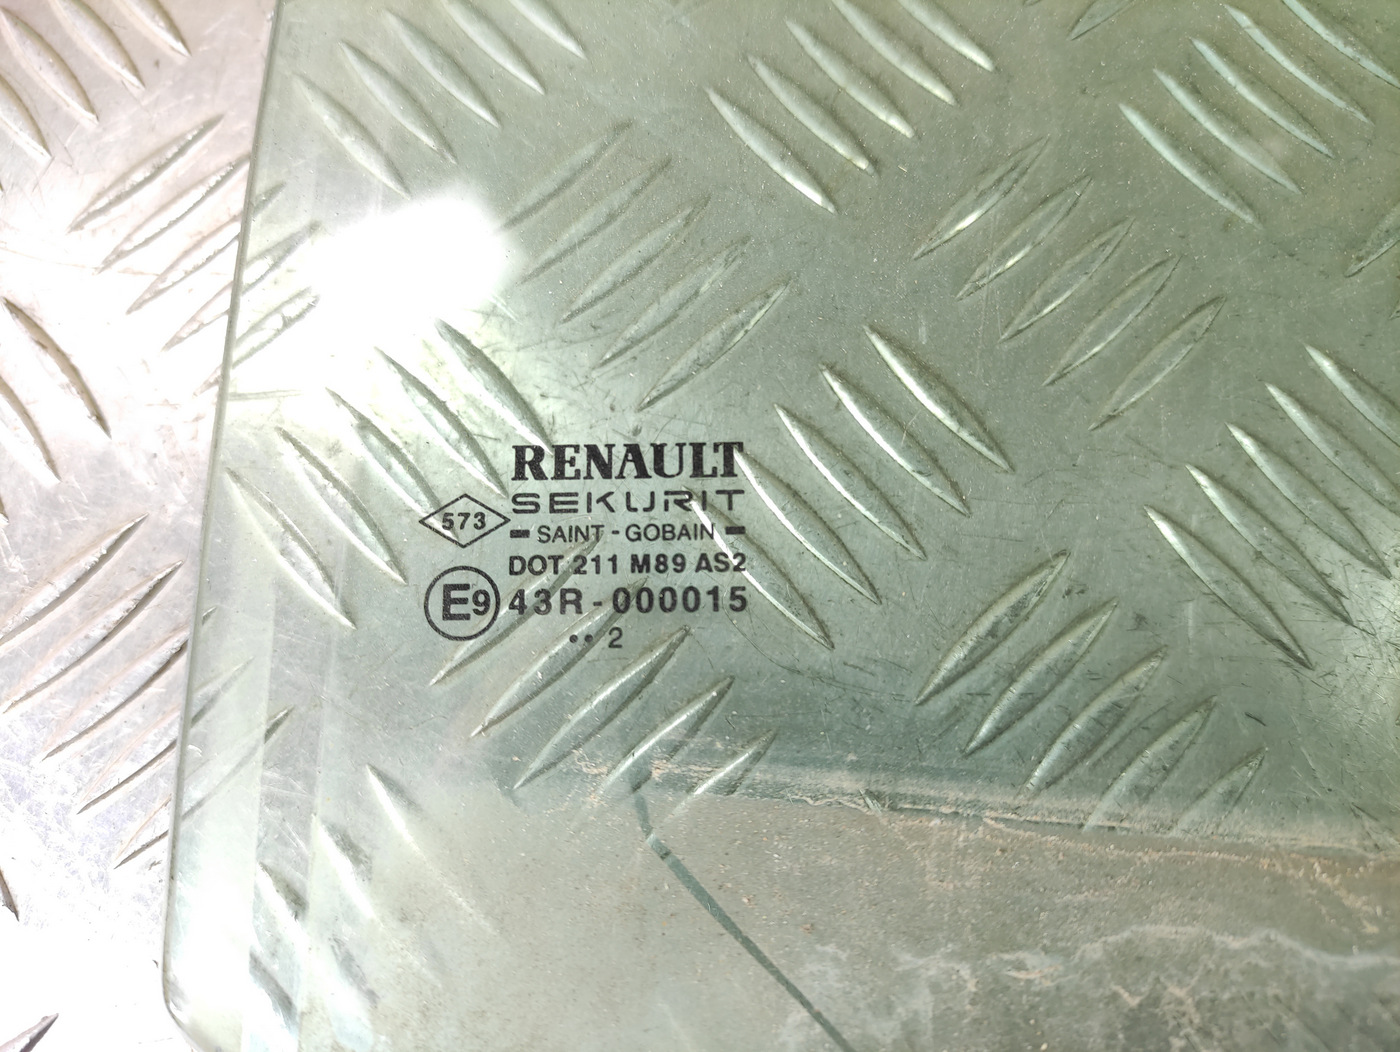 RENAULT
SEKURIT
573
SAINT-GOBAIN
DOT 211 M89 AS2
E9 43R-000015
•• 2